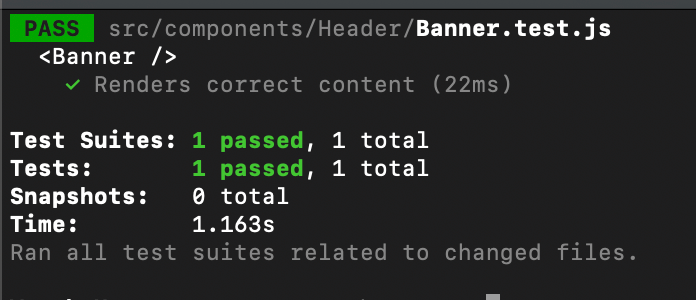 PASS src/components/Header/Banner.test.js
<Banner />
✓ Renders correct content (22ms)
Test Suites: 1 passed, 1 total
Tests: 1 passed, 1 total
Snapshots: 0 total
Time: 1.163s
Ran all test suites related to changed files.